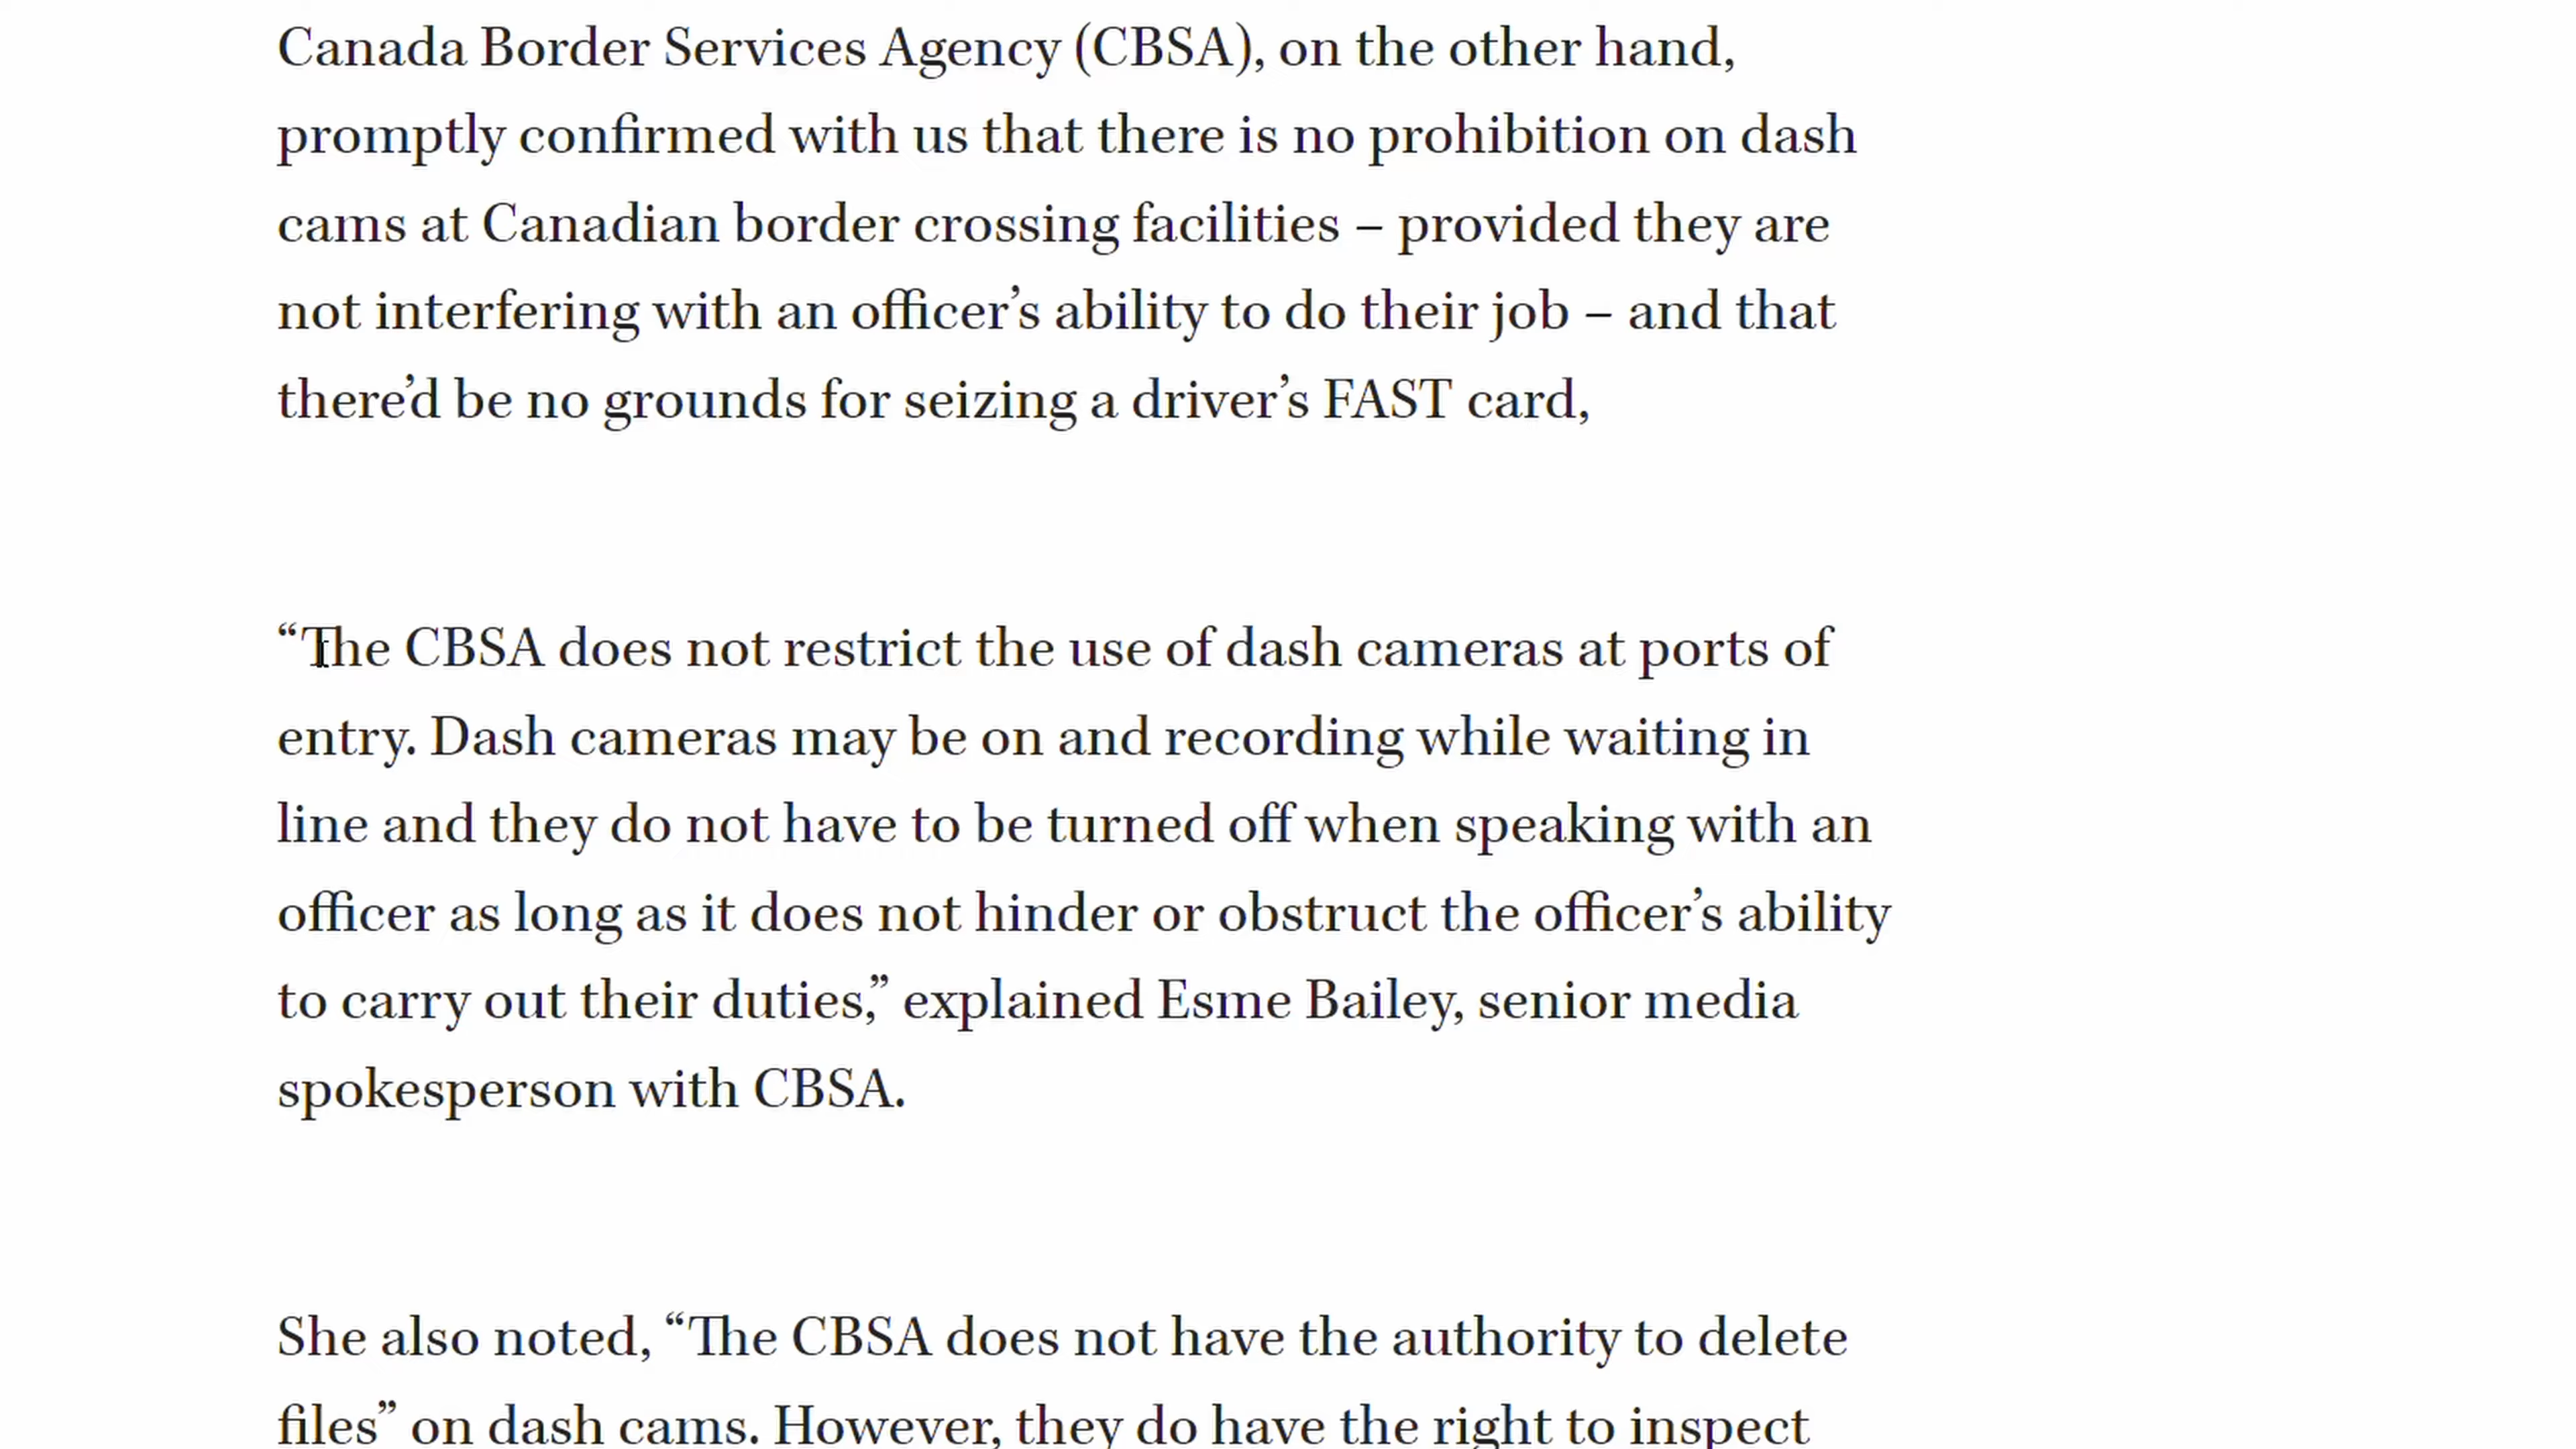 Canada Border Services Agency (CBSA), on the other hand,
promptly confirmed with us that there is no prohibition on dash
cams at Canadian border crossing facilities – provided they are
not interfering with an officer’s ability to do their job – and that
there’d be no grounds for seizing a driver’s FAST card,
“The CBSA does not restrict the use of dash cameras at ports of
entry. Dash cameras may be on and recording while waiting in
line and they do not have to be turned off when speaking with an
officer as long as it does not hinder or obstruct the officer’s ability
to carry out their duties,” explained Esme Bailey, senior media
spokesperson with CBSA.
She also noted, “The CBSA does not have the authority to delete
files” on dash cams. However, they do have the right to inspect